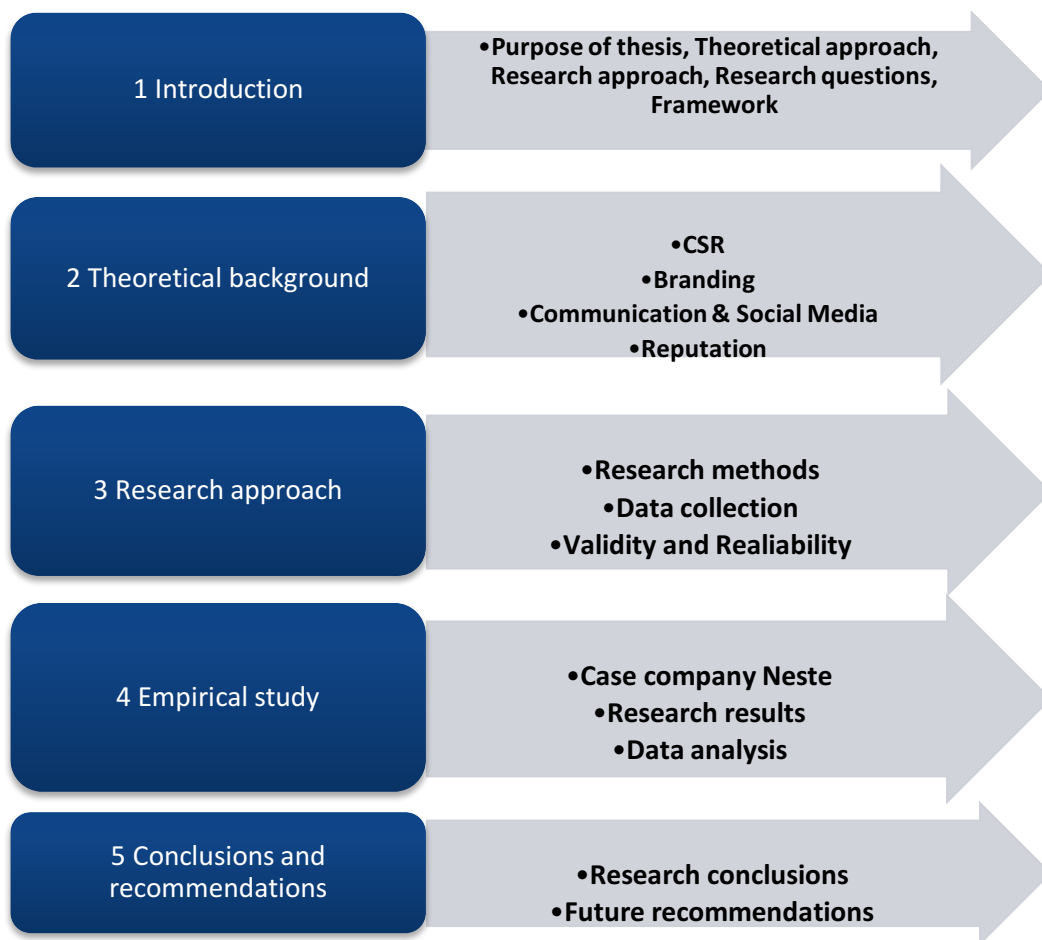 1 Introduction
•Purpose of thesis, Theoretical approach,
Research approach, Research questions,
Framework
2 Theoretical background
•CSR
•Branding
•Communication & Social Media
•Reputation
3 Research approach
•Research methods
•Data collection
•Validity and Realiability
4 Empirical study
•Case company Neste
•Research results
•Data analysis
5 Conclusions and
recommendations
•Research conclusions
•Future recommendations